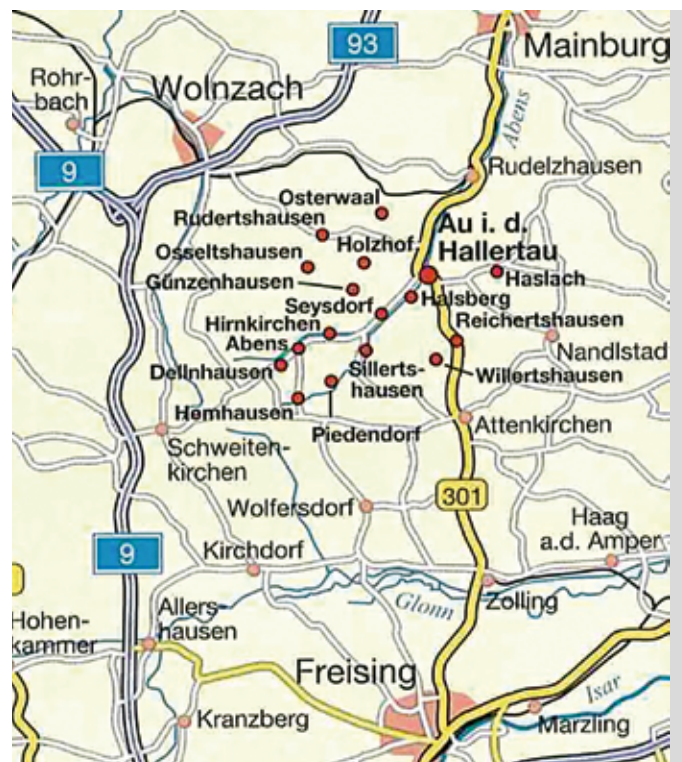 93
Mainburg
Rohr-
bach
Wolnzach
Abens
9
Rudelzhausen
Osterwaal
Rudertshausen
Au i. d.
Hallertau
Holzhof
Osseltshausen
Haslach
Günzenhausen
Halsberg
Seysdorf
Reichertshausen
Hirnkirchen
Abens
Nandlstad
Dellnhausen
Sillerts-
hausen
Willertshausen
Hemhausen
Piedendorf
Attenkirchen
Schweiten-
kirchen
301
Wolfersdorf
Haag
a.d. Amper
9
Kirchdorf
Zolling
Glonn
Allers-
hausen
Hohen-
kammer
Freising
Isar
Kranzberg
Marzling